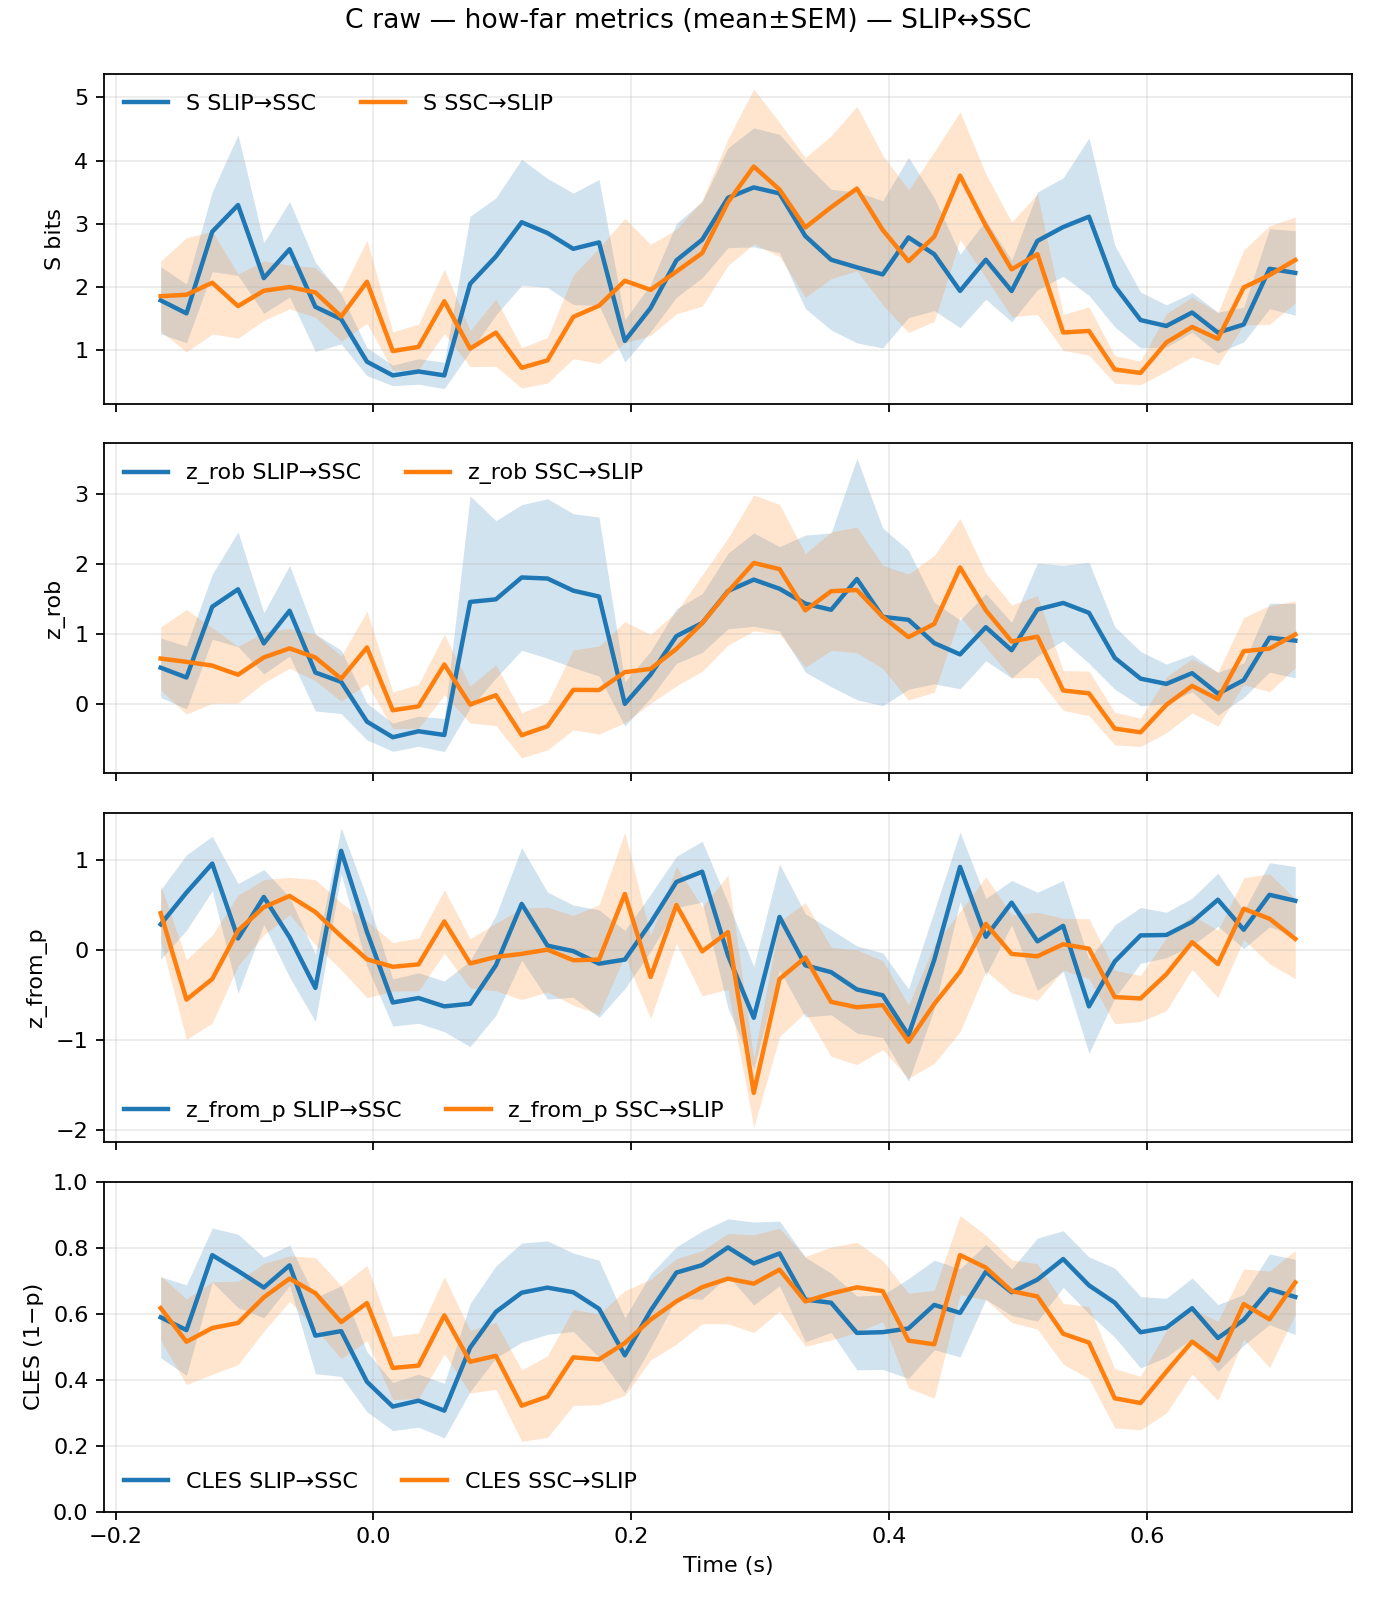 C raw — how-far metrics (mean±SEM) — SLIP↔SSC
S SLIP→SSC S SSC→SLIP
5
4
3
2
1
S bits
z_rob SLIP→SSC z_rob SSC→SLIP
3
2
1
0
z_rob
1
0
−1
−2
z_from_p
z_from_p SLIP→SSC z_from_p SSC→SLIP
1.0
0.8
0.6
0.4
0.2
0.0
CLES (1−p)
CLES SLIP→SSC CLES SSC→SLIP
−0.2 0.0 0.2 0.4 0.6
Time (s)